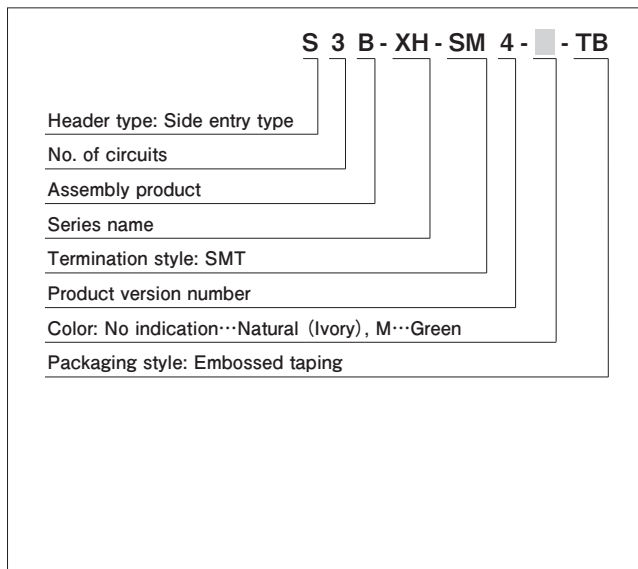 S 3 B - XH - SM 4 - - TB
Header type: Side entry type
No. of circuits
Assembly product
Series name
Termination style: SMT
Product version number
Color: No indication⋯Natural (Ivory), M⋯Green
Packaging style: Embossed taping